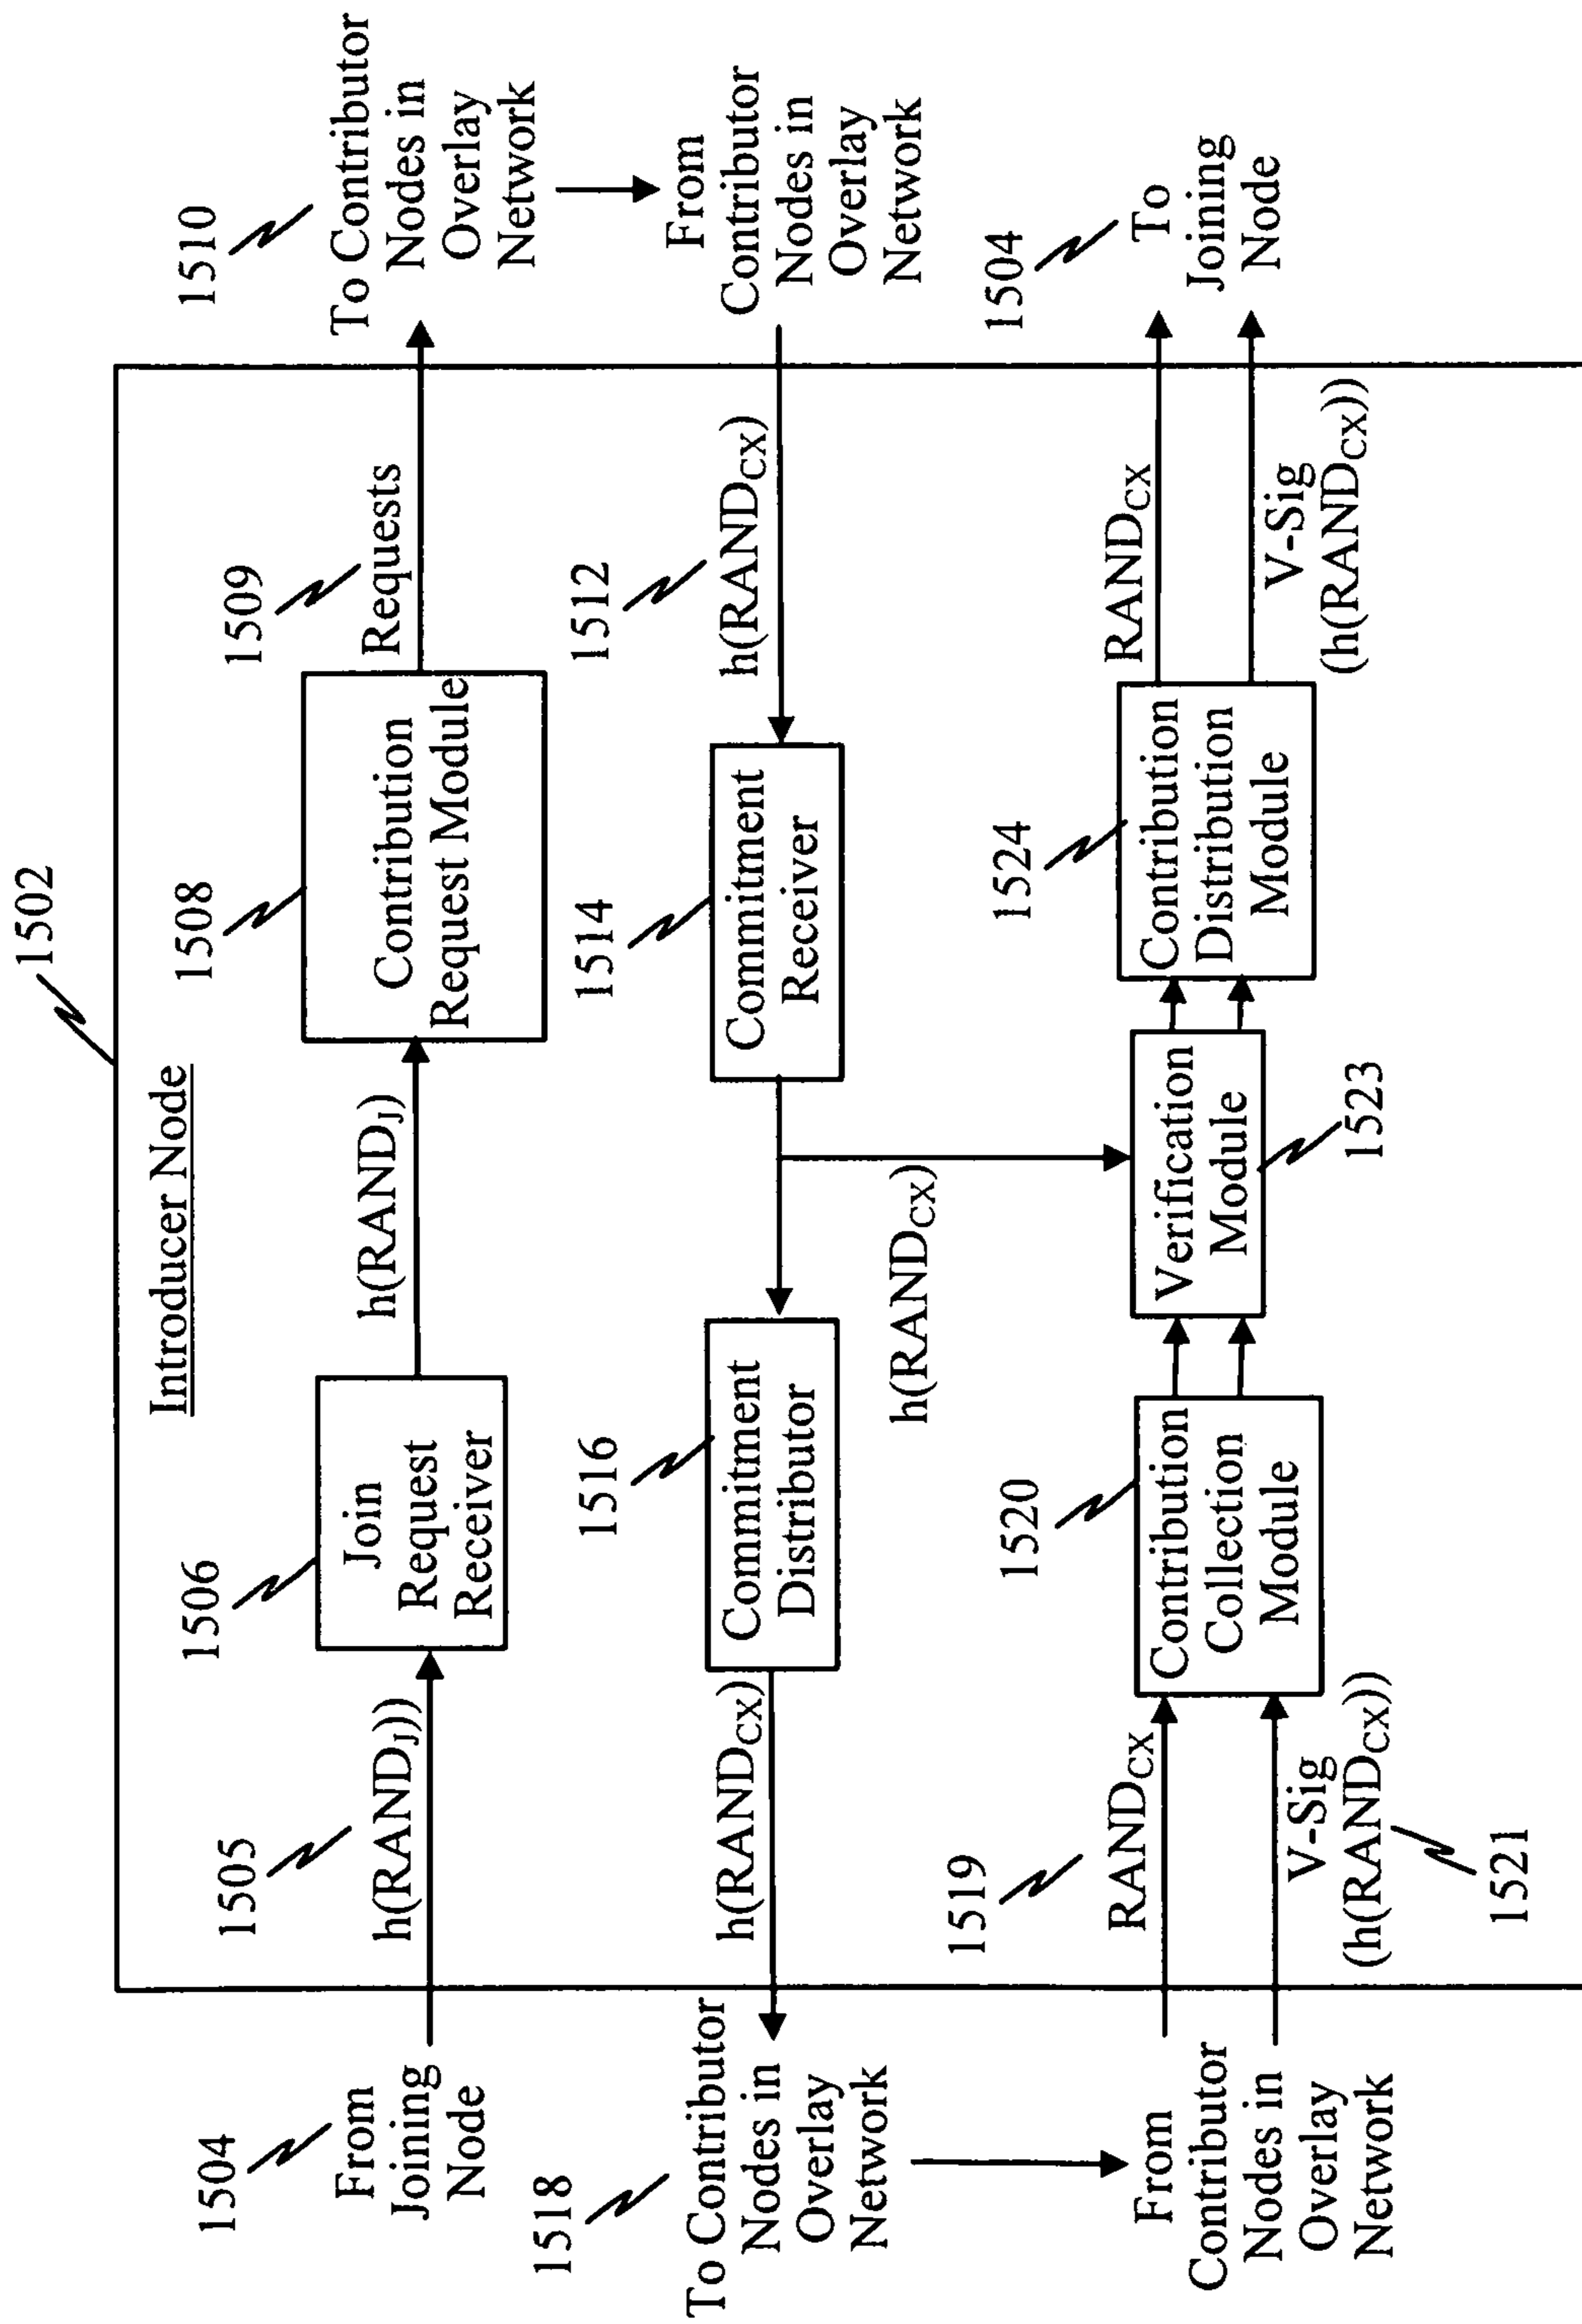 1502
Introducer Node
1504
From
Joining
Node
1505
h(RAND_J))
1506
Join
Request
Receiver
h(RAND_J)
1508
Contribution
Request Module
1509
Requests
1510
To Contributor
Nodes in
Overlay
Network
From
Contributor
Nodes in
Overlay
Network
1512
h(RAND_CX)
1514
Commitment
Receiver
1516
Commitment
Distributor
h(RAND_CX)
h(RAND_CX)
1518
To Contributor
Nodes in
Overlay
Network
From
Contributor
Nodes in
Overlay
Network
1519
RAND_CX
V-Sig
(h(RAND_CX))
1521
1520
Contribution
Collection
Module
Verification
Module
1523
1524
Contribution
Distribution
Module
RAND_CX
V-Sig
(h(RAND_CX))
1504
To
Joining
Node